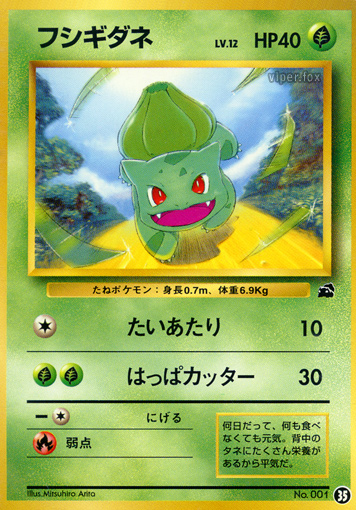 フシギダネ LV.12 HP40
viper.fox
たねポケモン：身長0.7m、体重6.9Kg
たいあたり 10
はっぱカッター 30
ー にげる
弱点
何日だって、何も食べ
なくても元気。背中の
タネにたくさん栄養が
あるから平気だ。
Illus.Mitsuhiro Arita No. 001 35